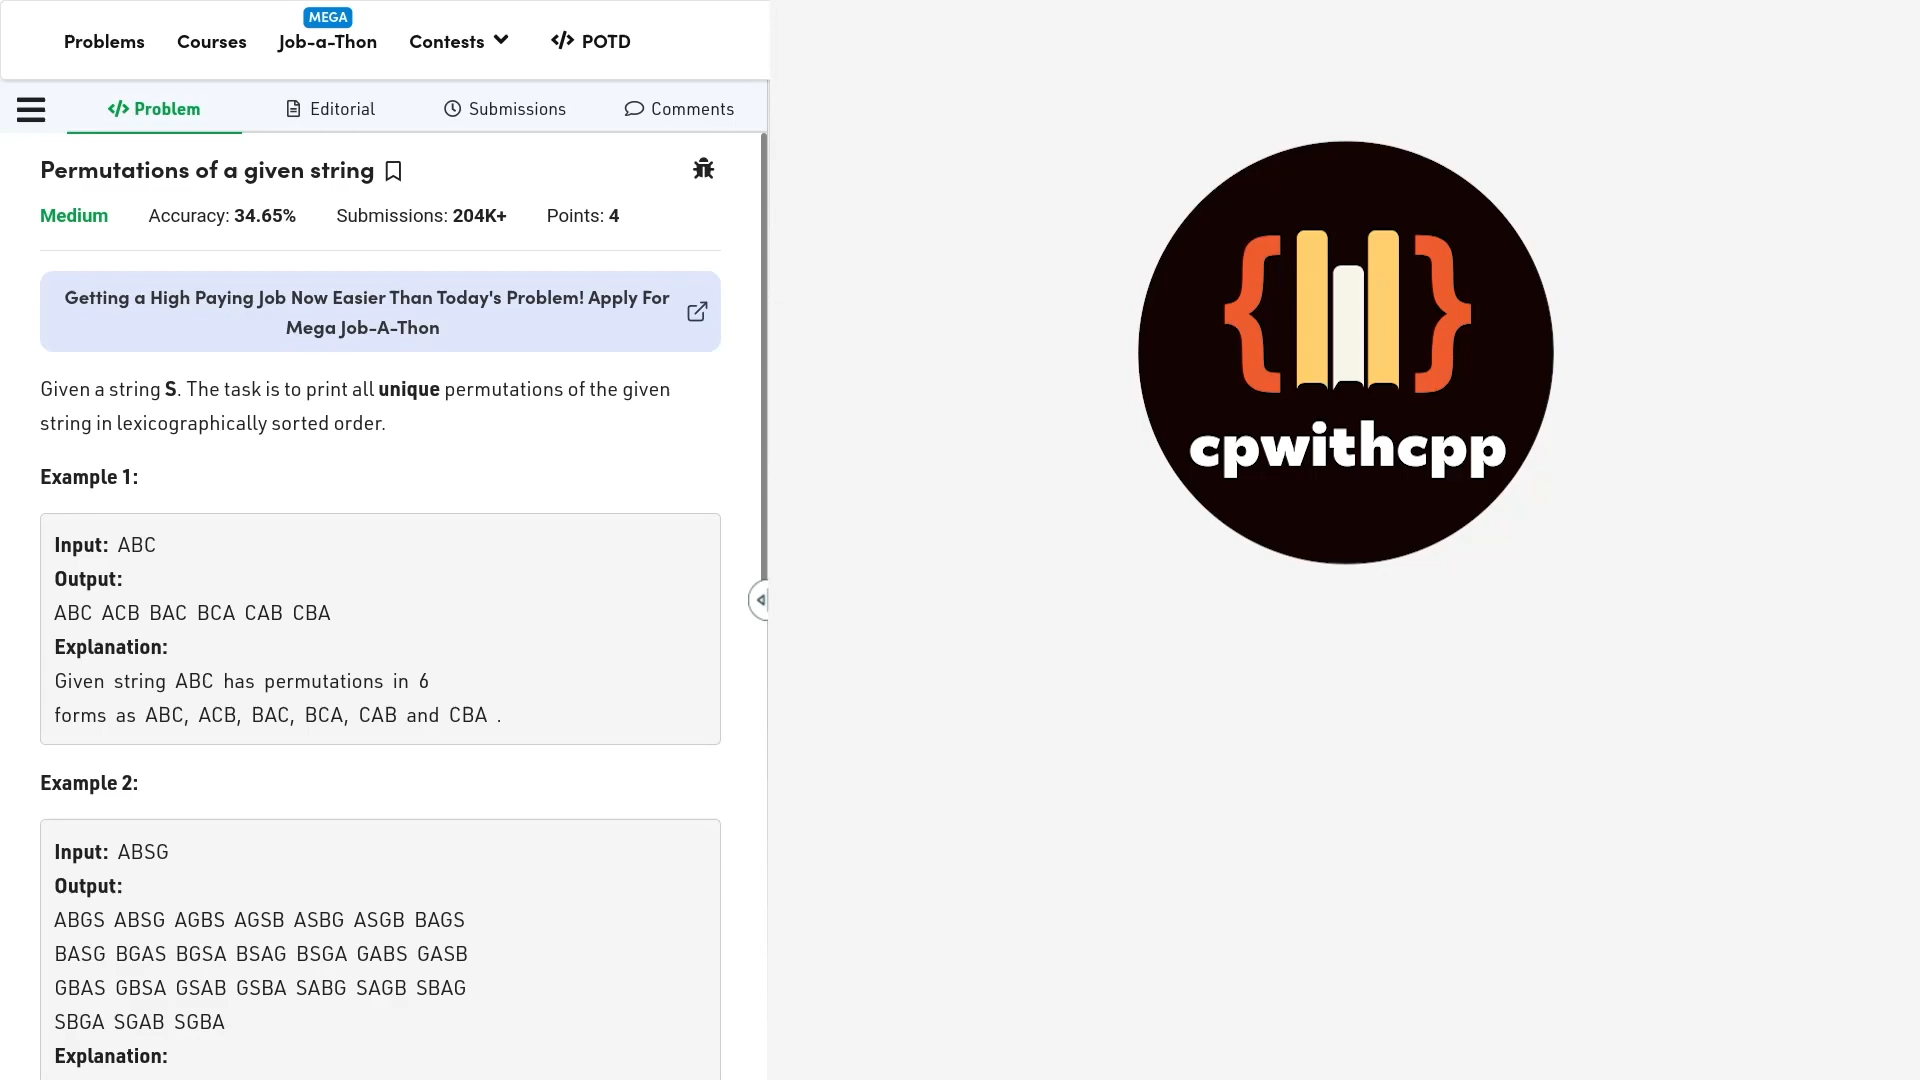 MEGA
Problems Courses Job-a-Thon Contests </> POTD
</> Problem Editorial Submissions Comments
Permutations of a given string
Medium Accuracy: 34.65% Submissions: 204K+ Points: 4
Getting a High Paying Job Now Easier Than Today's Problem! Apply For
Mega Job-A-Thon
Given a string S. The task is to print all unique permutations of the given
string in lexicographically sorted order.
Example 1:
Input: ABC
Output:
ABC ACB BAC BCA CAB CBA
Explanation:
Given string ABC has permutations in 6
forms as ABC, ACB, BAC, BCA, CAB and CBA .
Example 2:
Input: ABSG
Output:
ABGS ABSG AGBS AGSB ASBG ASGB BAGS
BASG BGAS BGSA BSAG BSGA GABS GASB
GBAS GBSA GSAB GSBA SABG SAGB SBAG
SBGA SGAB SGBA
Explanation:
cpwithcpp